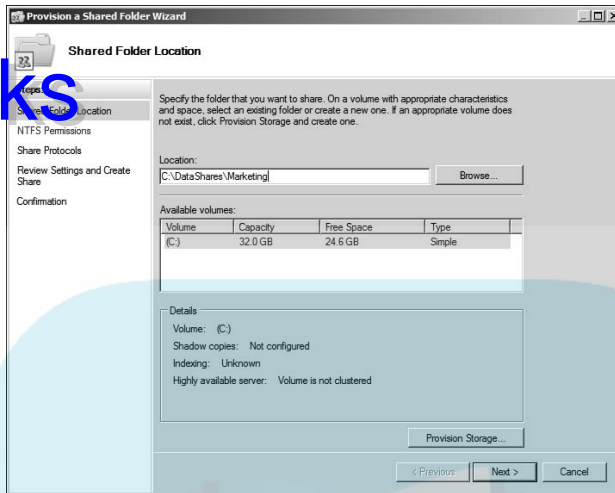 Provision a Shared Folder Wizard
Shared Folder Location
ks
Steps:
Shared Folder Location
NTFS Permissions
Share Protocols
Review Settings and Create
Share
Confirmation
Specify the folder that you want to share. On a volume with appropriate characteristics
and space, select an existing folder or create a new one. If an appropriate volume does
not exist, click Provision Storage and create one.
Location:
C:\DataShares\Marketing
Browse...
Available volumes:
Volume Capacity Free Space Type
(C:) 32.0 GB 24.6 GB Simple
Details
Volume: (C:)
Shadow copies: Not configured
Indexing: Unknown
Highly available server: Volume is not clustered
Provision Storage...
< Previous Next > Cancel